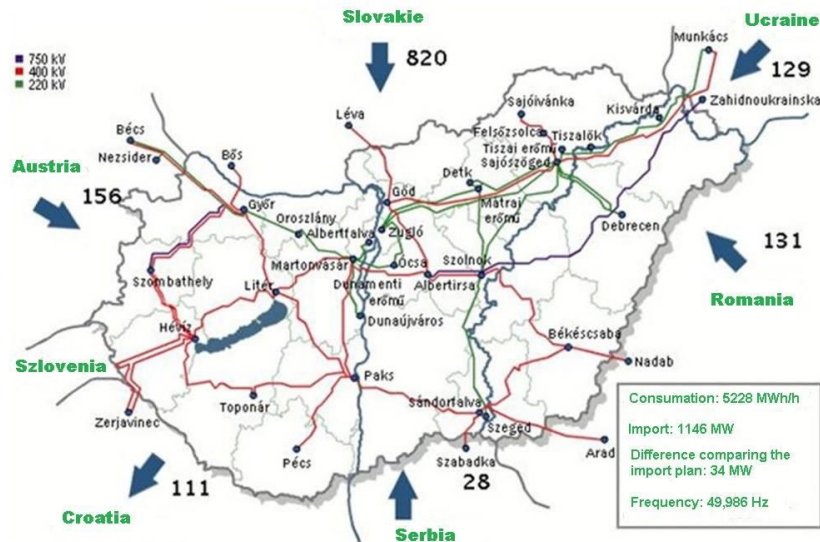 Slovakie
Ucraine
820
129
750 kV
400 kV
220 kV
Munkács
Zahidnoukrainska
Kisvárda
Sajóivánka
Felsőzsolca
Tiszalök
Tiszai erőmű
Sajószöged
Léva
Bécs
Nezsider
Bős
Austria
156
Győr
Göd
Detk
Mátrai
erőmű
Debrecen
Oroszlány
Albertfalva
Zugló
131
Romania
Martonvásár
Ócsa
Szolnok
Albertirsa
Dunamenti
erőmű
Dunaújváros
Szombathely
Litér
Hévíz
Szlovenia
Békéscsaba
Nadab
Paks
Toponár
Zerjavinec
Sándorfalva
Szeged
Arad
Pécs
Szabadka
28
111
Croatia
Serbia
Consumation: 5228 MWh/h
Import: 1146 MW
Difference comparing the
import plan: 34 MW
Frequency: 49,986 Hz